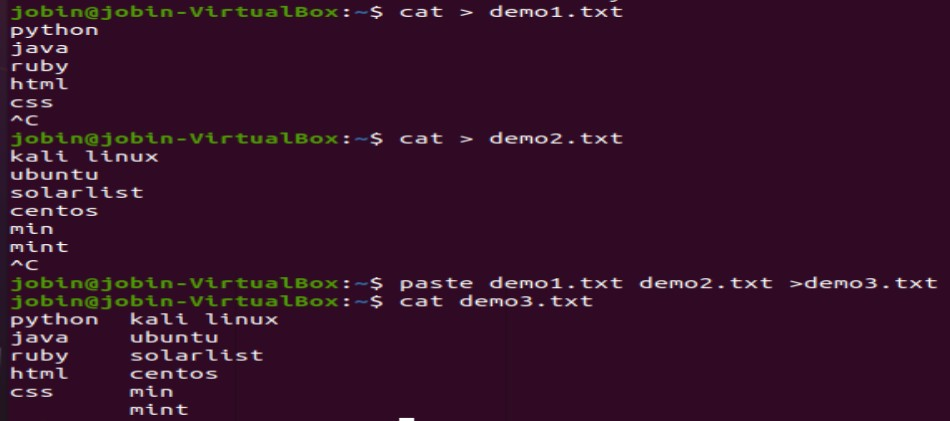 jobin@jobin-VirtualBox:~$ cat > demo1.txt
python
java
ruby
html
css
^C
jobin@jobin-VirtualBox:~$ cat > demo2.txt
kali linux
ubuntu
solarlist
centos
min
mint
^C
jobin@jobin-VirtualBox:~$ paste demo1.txt demo2.txt >demo3.txt
jobin@jobin-VirtualBox:~$ cat demo3.txt
python  kali linux
java    ubuntu
ruby    solarlist
html    centos
css     min
        mint